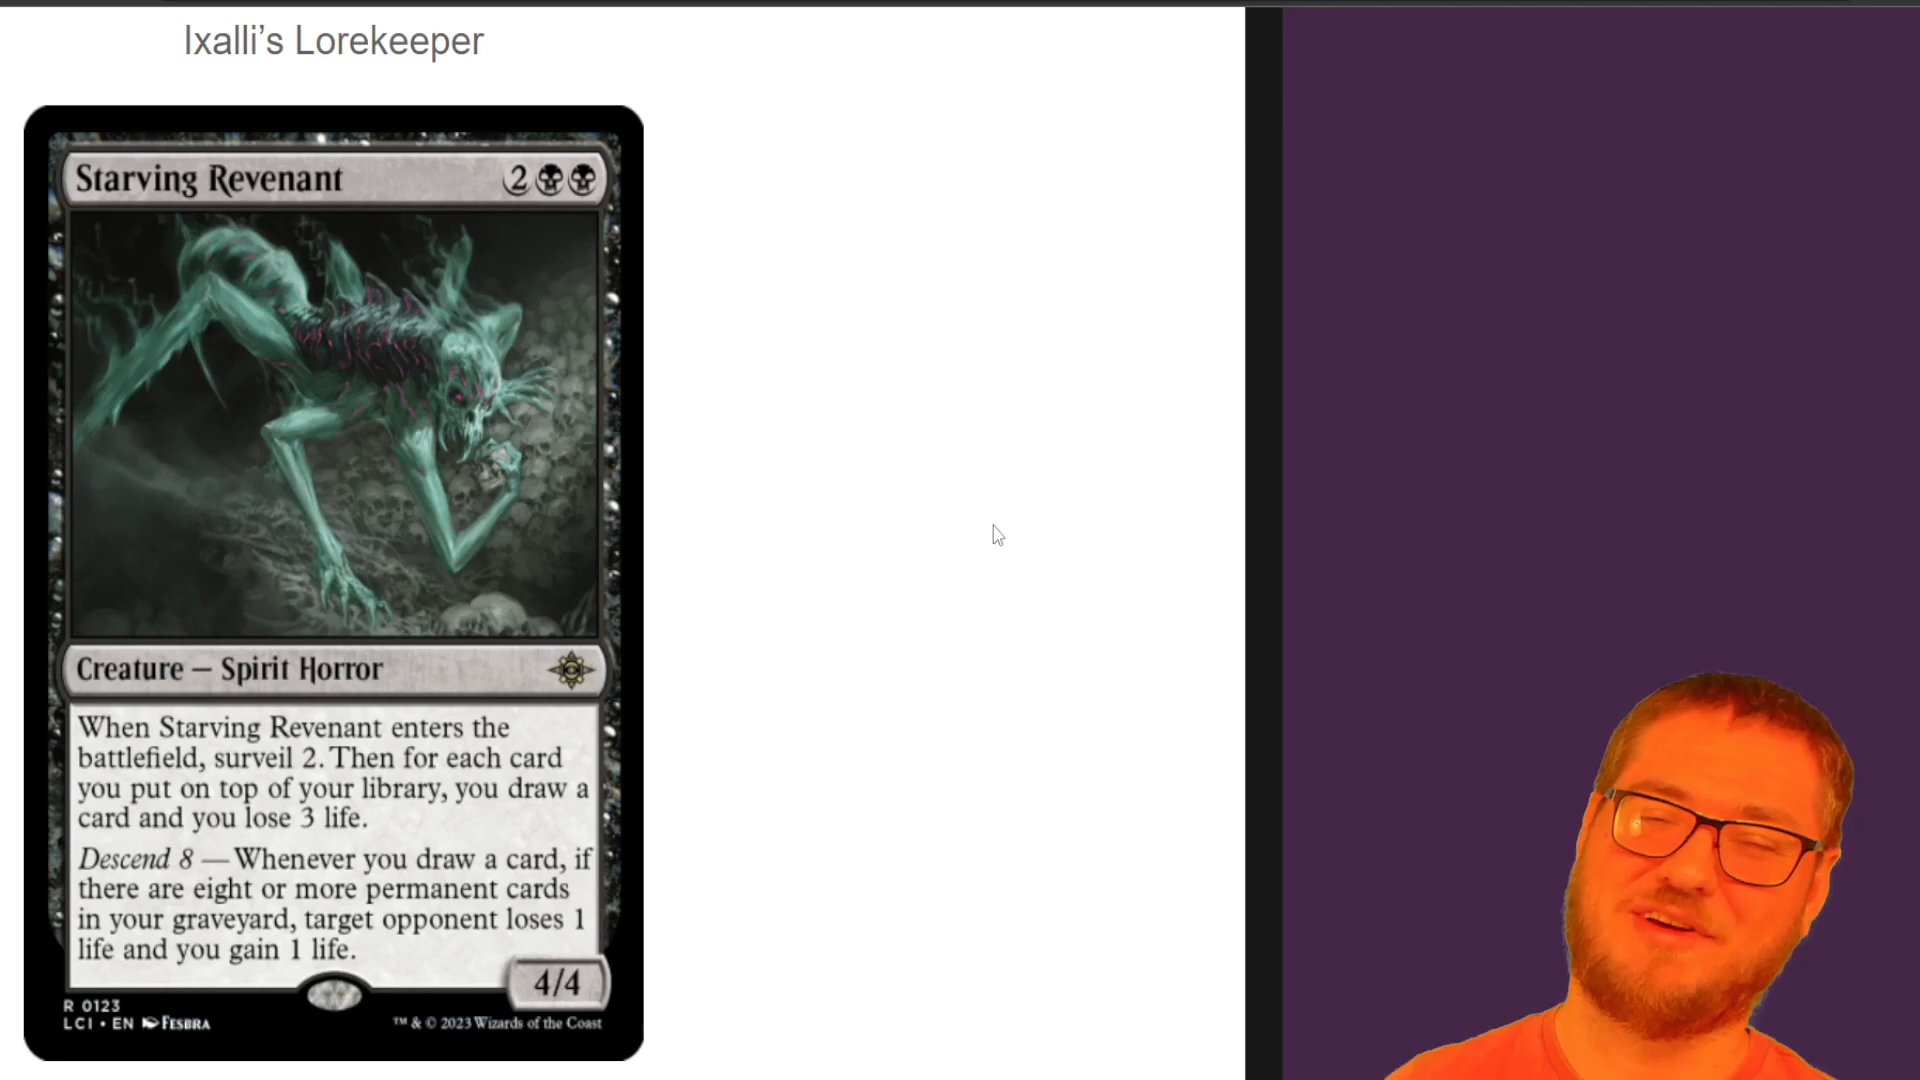 Ixalli’s Lorekeeper
Starving Revenant 2
Creature — Spirit Horror
When Starving Revenant enters the
battlefield, surveil 2. Then for each card
you put on top of your library, you draw a
card and you lose 3 life.
Descend 8 — Whenever you draw a card, if
there are eight or more permanent cards
in your graveyard, target opponent loses 1
life and you gain 1 life.
4/4
R 0123
LCI • EN FESBRA
™ & © 2023 Wizards of the Coast